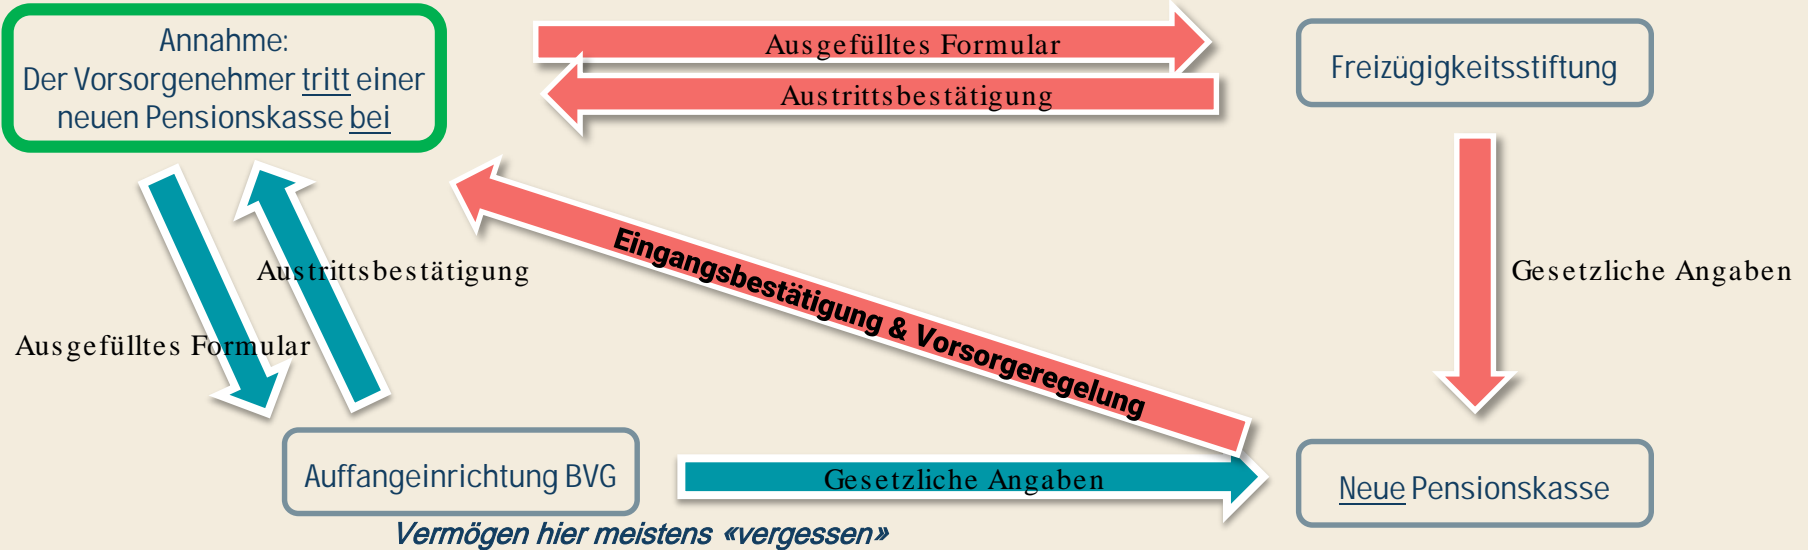 Annahme:
Der Vorsorgenehmer tritt einer
neuen Pensionskasse bei
Ausgefülltes Formular
Austrittsbestätigung
Freizügigkeitsstiftung
Eingangsbestätigung & Vorsorgeregelung
Austrittsbestätigung
Gesetzliche Angaben
Ausgefülltes Formular
Auffangeinrichtung BVG
Gesetzliche Angaben
Neue Pensionskasse
Vermögen hier meistens «vergessen»